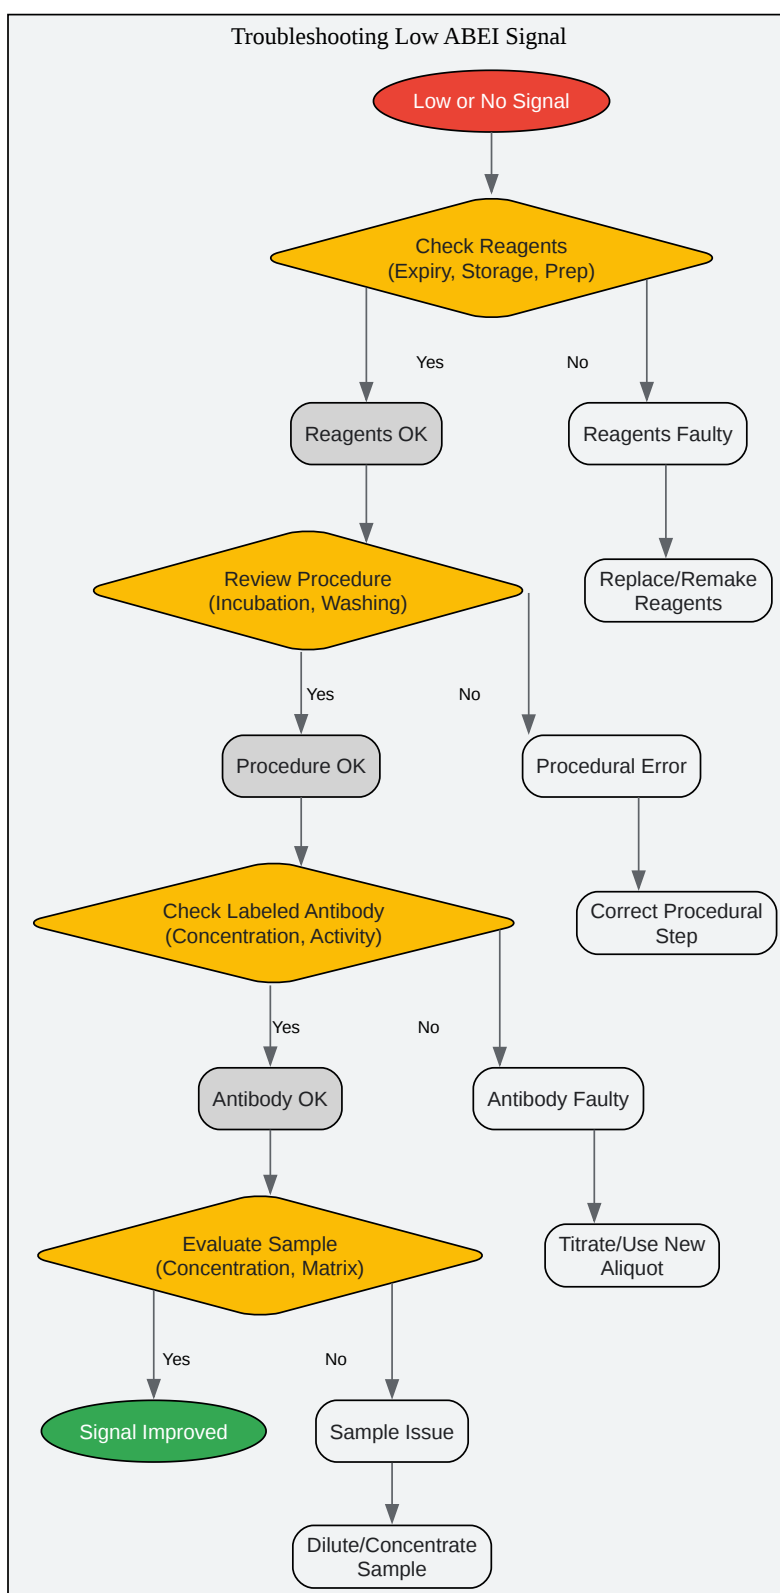 Troubleshooting Low ABEI Signal
Low or No Signal
Check Reagents
(Expiry, Storage, Prep)
Yes
No
Reagents OK
Reagents Faulty
Review Procedure
(Incubation, Washing)
Replace/Remake
Reagents
Yes
No
Procedure OK
Procedural Error
Check Labeled Antibody
(Concentration, Activity)
Correct Procedural
Step
Yes
No
Antibody OK
Antibody Faulty
Evaluate Sample
(Concentration, Matrix)
Titrate/Use New
Aliquot
Yes
No
Signal Improved
Sample Issue
Dilute/Concentrate
Sample